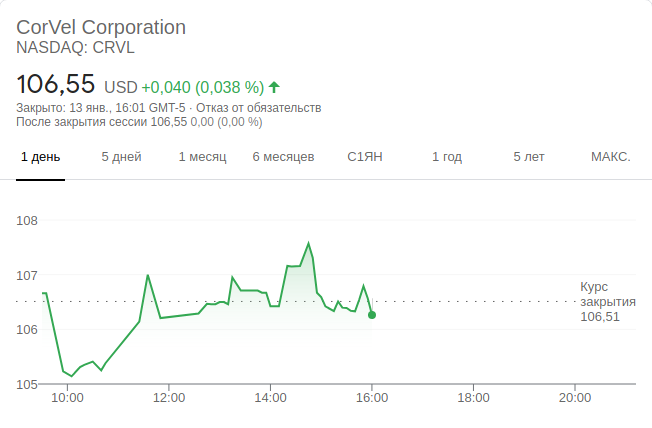 CorVel Corporation
NASDAQ: CRVL
106,55 USD +0,040 (0,038 %)
Закрыто: 13 янв., 16:01 GMT-5 · Отказ от обязательств
После закрытия сессии 106,55 0,00 (0,00 %)
1 день 5 дней 1 месяц 6 месяцев С1ЯН 1 год 5 лет МАКС.
108
107
106
105
Курс
закрытия
106,51
10:00 12:00 14:00 16:00 18:00 20:00